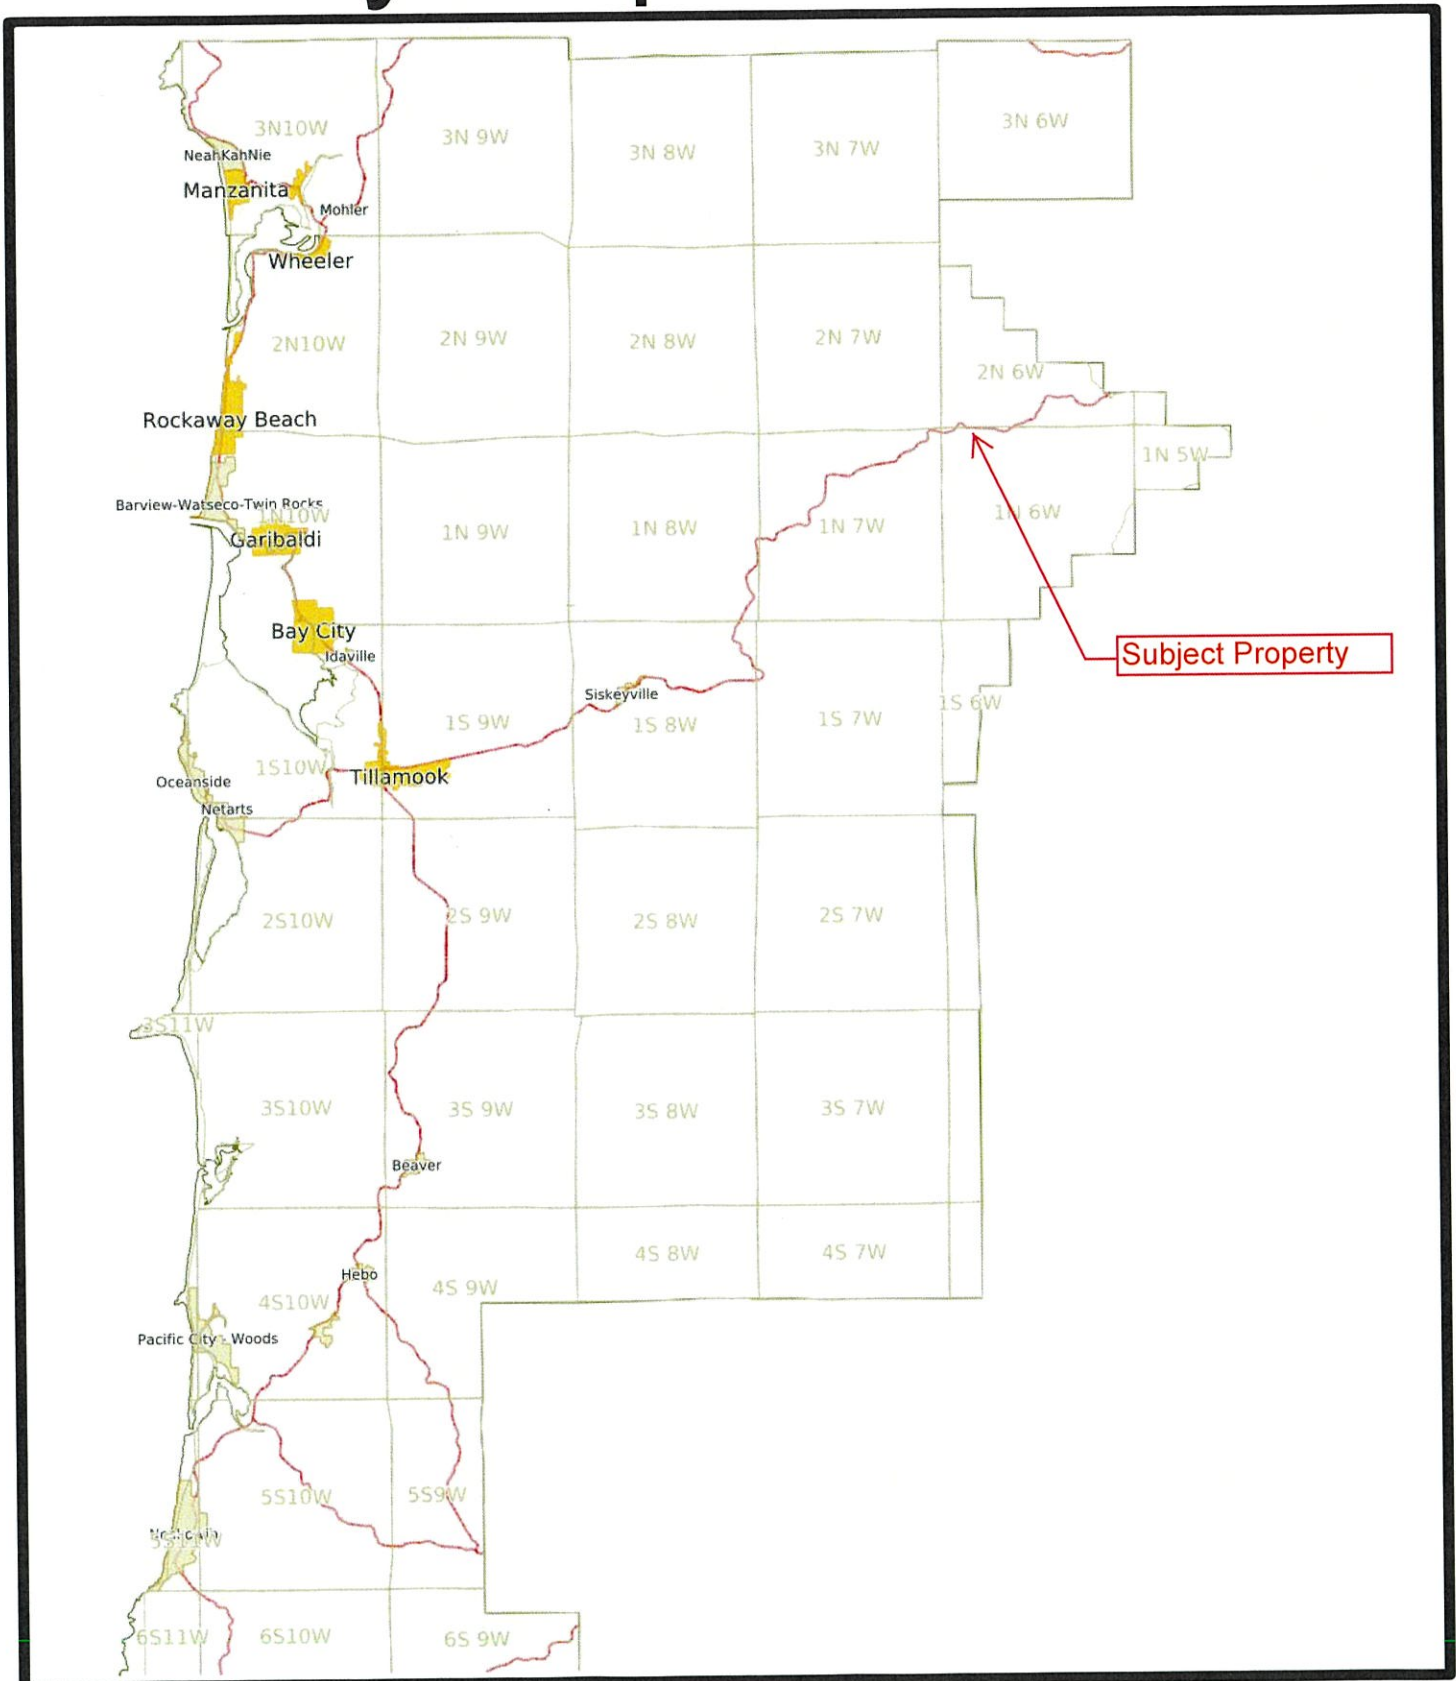 3N10W
3N 9W
3N 8W
3N 7W
3N 6W
NeahKahNie
Manzanita
Mohler
Wheeler
2N10W
2N 9W
2N 8W
2N 7W
2N 6W
Rockaway Beach
1N 5W
Barview-Watseco-Twin Rocks
1N10W
1N 9W
1N 8W
1N 7W
1N 6W
Garibaldi
Bay City
Idaville
Subject Property
Siskeyville
1S 9W
1S 8W
1S 7W
1S 6W
1S10W
Tillamook
Oceanside
Netarts
2S10W
2S 9W
2S 8W
2S 7W
3S11W
3S10W
3S 9W
3S 8W
3S 7W
Beaver
4S 8W
4S 7W
Hebo
4S10W
4S 9W
Pacific City - Woods
5S10W
5S9W
5S11W
6S11W
6S10W
6S 9W